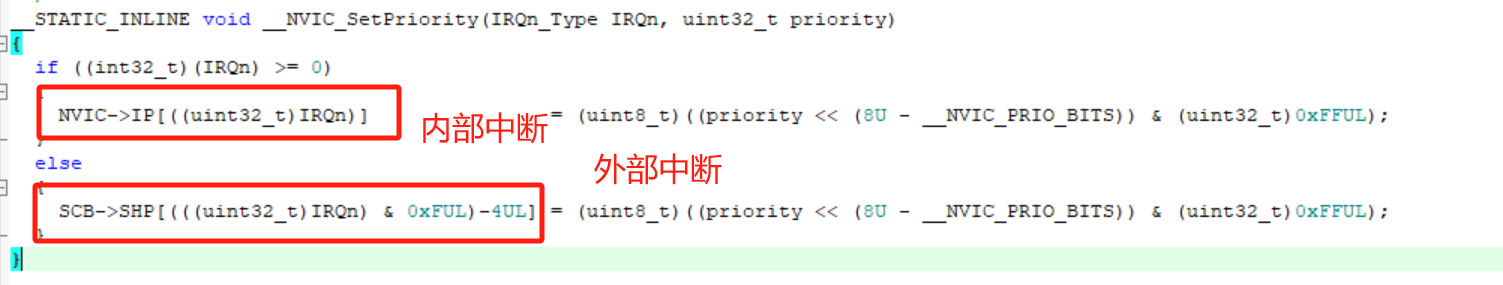 __STATIC_INLINE void __NVIC_SetPriority(IRQn_Type IRQn, uint32_t priority)
{
if ((int32_t)(IRQn) >= 0)
{
NVIC->IP[((uint32_t)IRQn)] = (uint8_t)((priority << (8U - __NVIC_PRIO_BITS)) & (uint32_t)0xFFUL);
内部中断
}
else
外部中断
{
SCB->SHP[(((uint32_t)IRQn) & 0xFUL)-4UL] = (uint8_t)((priority << (8U - __NVIC_PRIO_BITS)) & (uint32_t)0xFFUL);
}
}